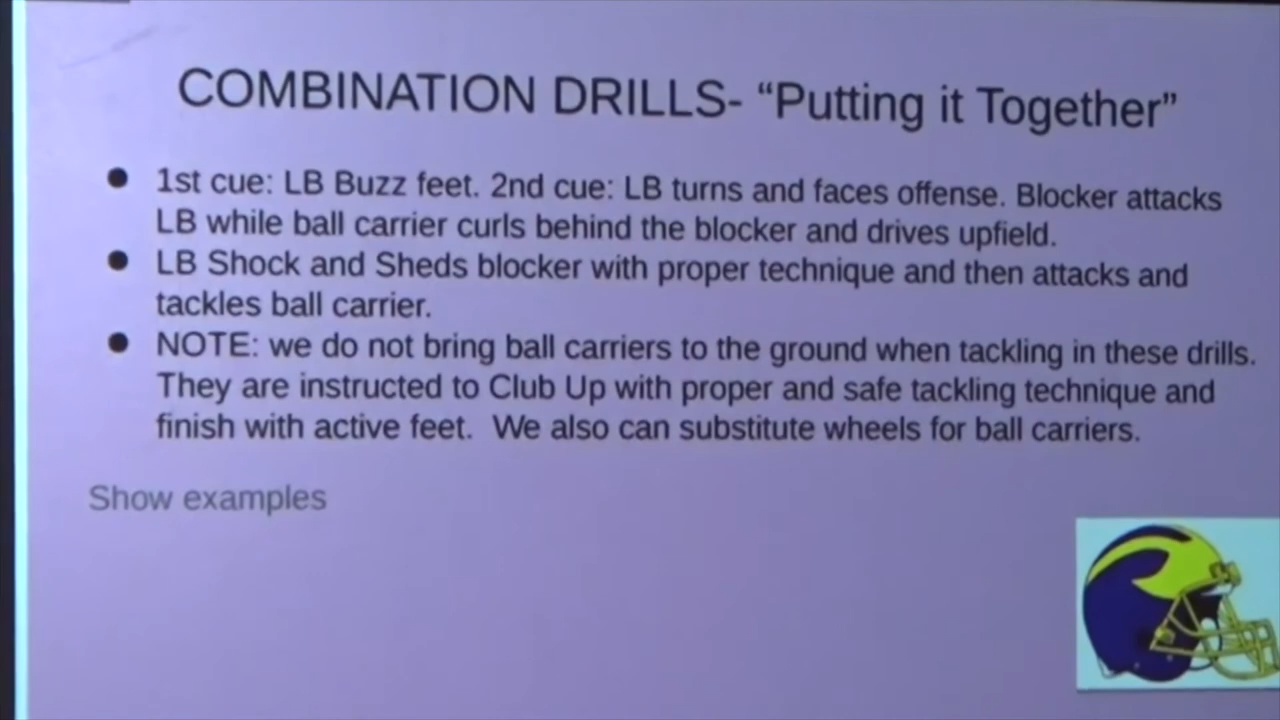 COMBINATION DRILLS- “Putting it Together”
● 1st cue: LB Buzz feet. 2nd cue: LB turns and faces offense. Blocker attacks
LB while ball carrier curls behind the blocker and drives upfield.
● LB Shock and Sheds blocker with proper technique and then attacks and
tackles ball carrier.
● NOTE: we do not bring ball carriers to the ground when tackling in these drills.
They are instructed to Club Up with proper and safe tackling technique and
finish with active feet.  We also can substitute wheels for ball carriers.
Show examples